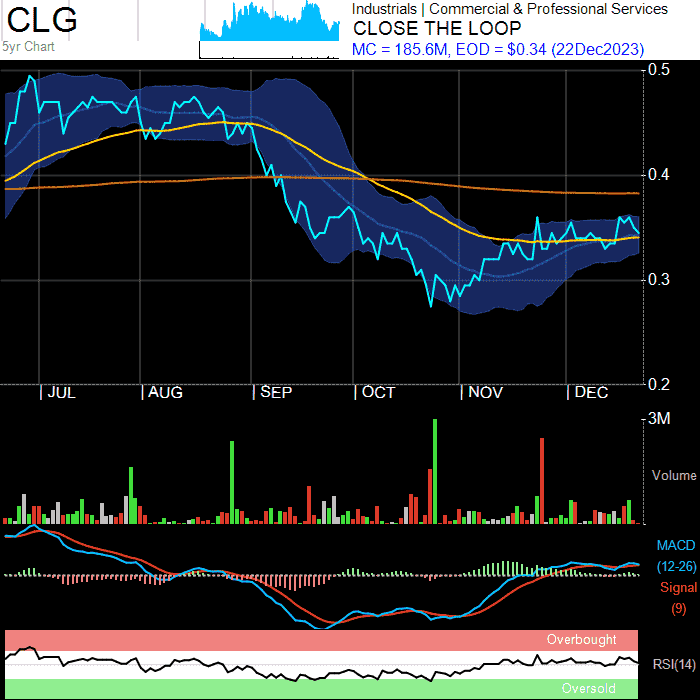 CLG
5yr Chart
Industrials | Commercial & Professional Services
CLOSE THE LOOP
MC = 185.6M, EOD = $0.34 (22Dec2023)
0.5
0.4
0.3
0.2
JUL AUG SEP OCT NOV DEC
3M
Volume
MACD
(12-26)
Signal
(9)
Overbought
RSI(14)
Oversold